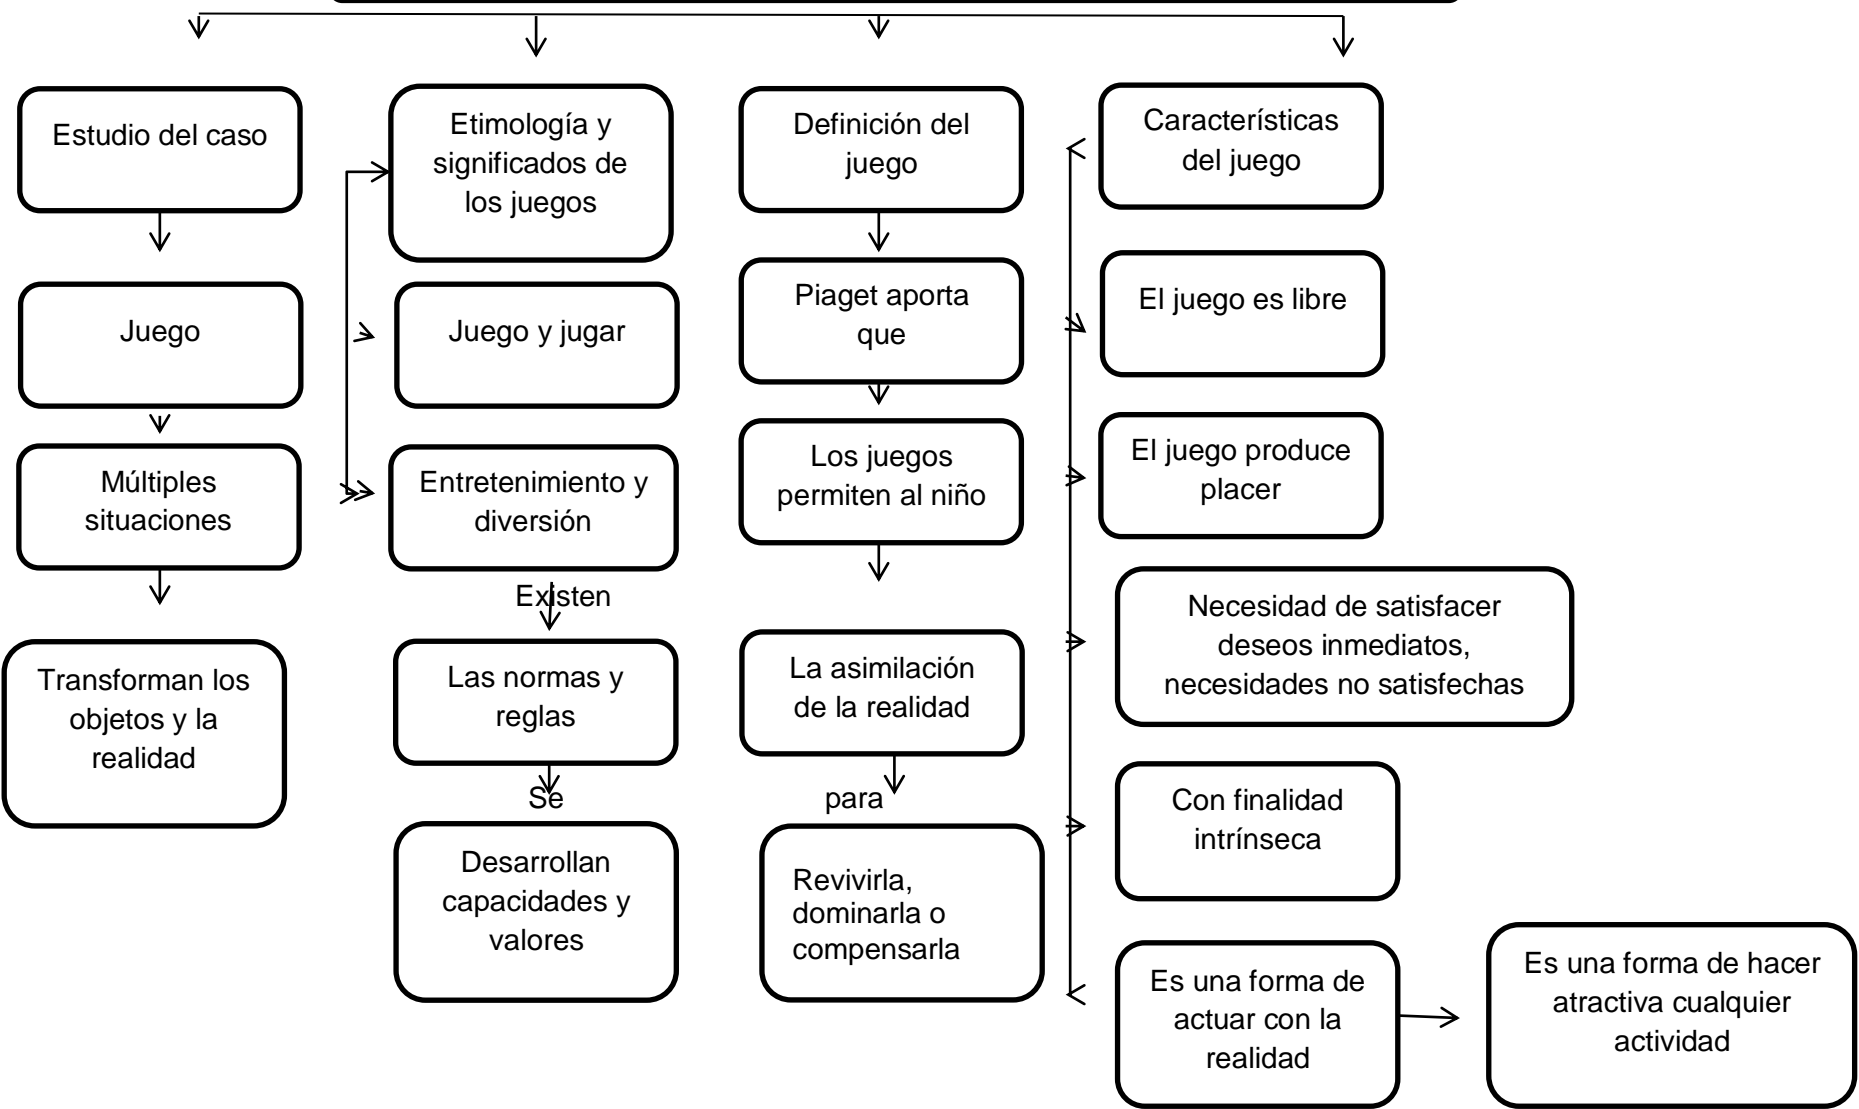 Estudio del caso
Juego
Múltiples
situaciones
Transforman los
objetos y la
realidad
Etimología y
significados de
los juegos
Juego y jugar
Entretenimiento y
diversión
Existen
Las normas y
reglas
Se
Desarrollan
capacidades y
valores
Definición del
juego
Piaget aporta
que
Los juegos
permiten al niño
La asimilación
de la realidad
para
Revivirla,
dominarla o
compensarla
Característicias
del juego
El juego es libre
El juego produce
placer
Necesidad de satisfacer
deseos inmediatos,
necesidades no satisfechas
Con finalidad
intrínseca
Es una forma de
actuar con la
realidad
Es una forma de hacer
atractiva cualquier
actividad